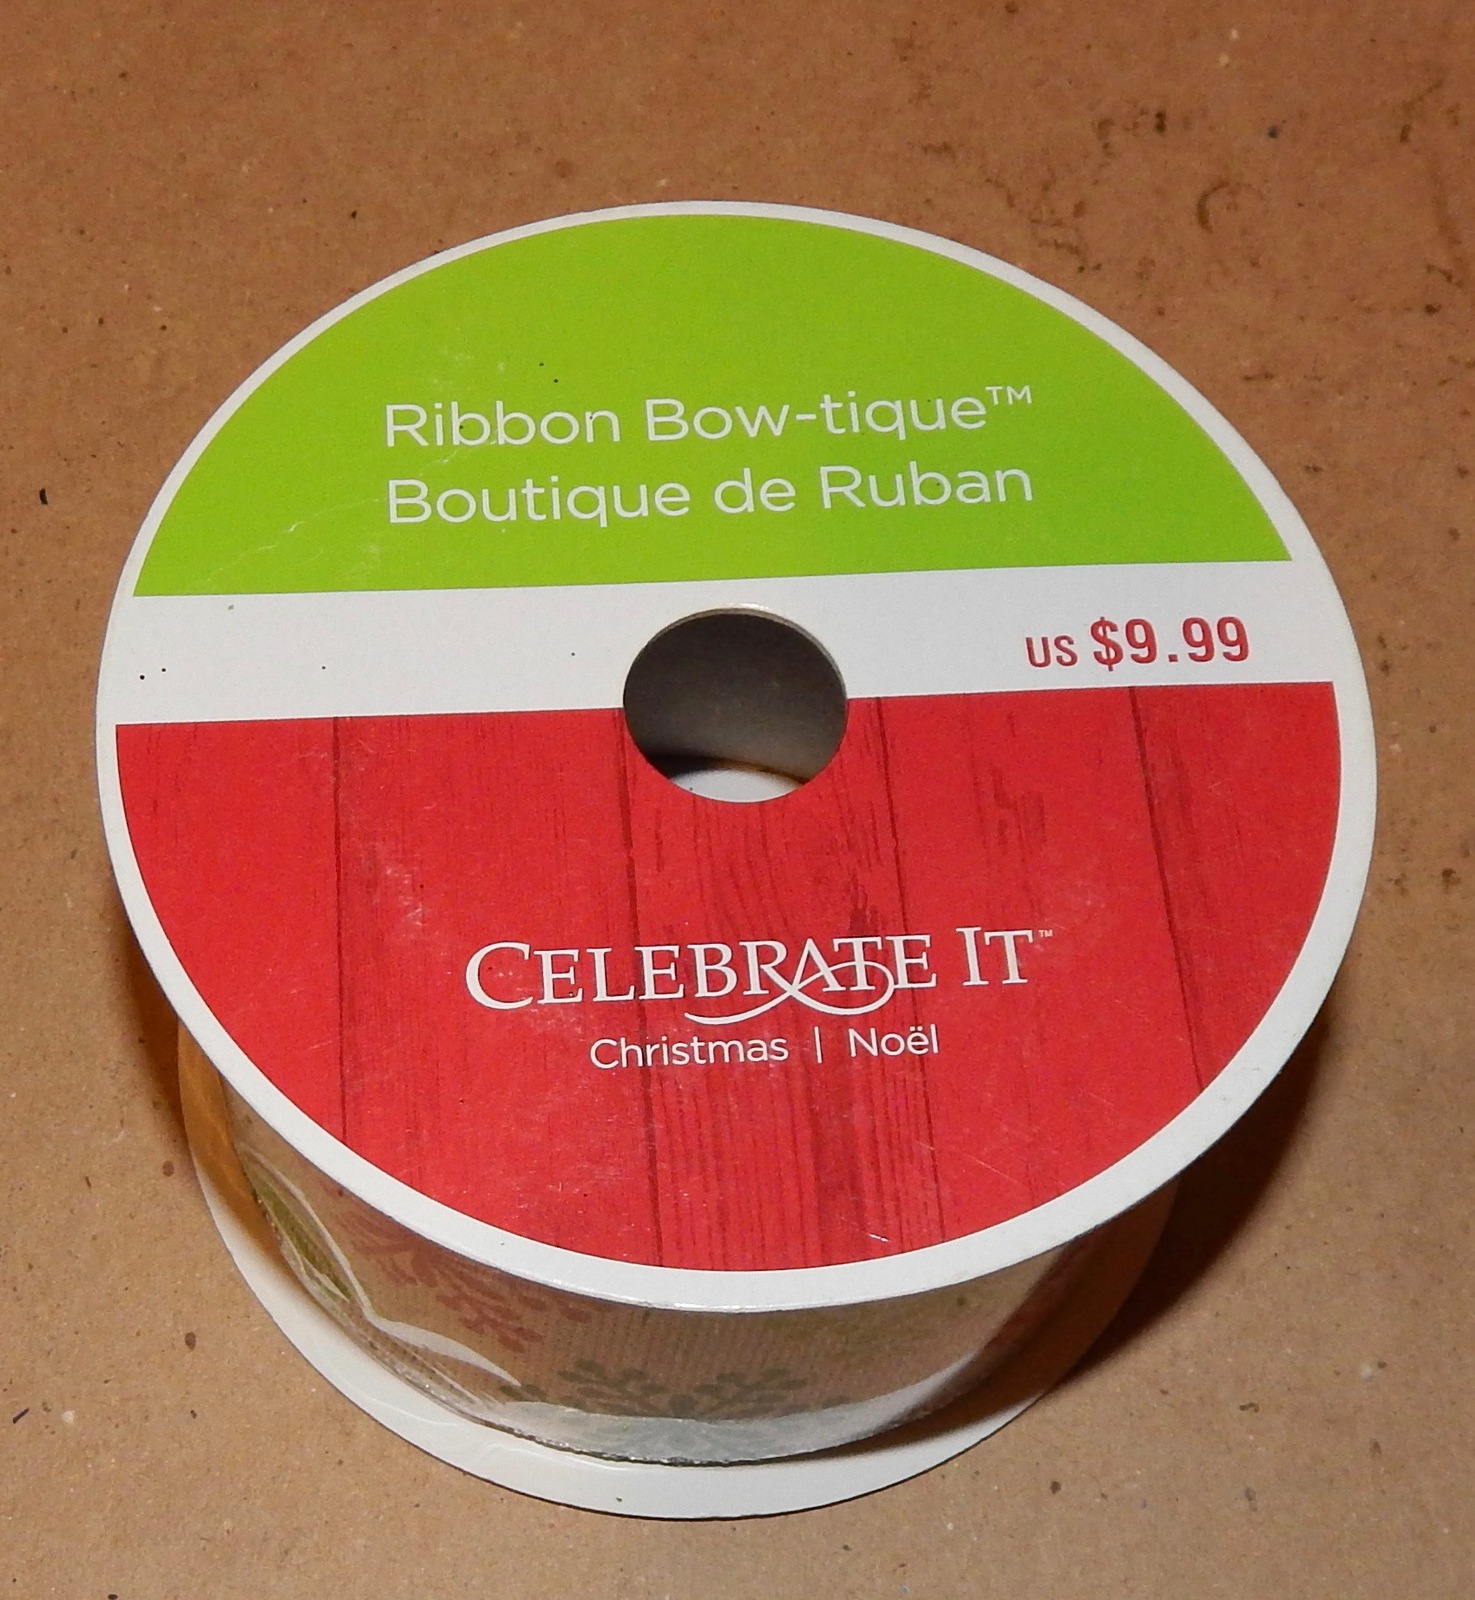 Ribbon Bow-tique™
Boutique de Ruban
US $9.99
CELEBRATE IT™
Christmas | Noël